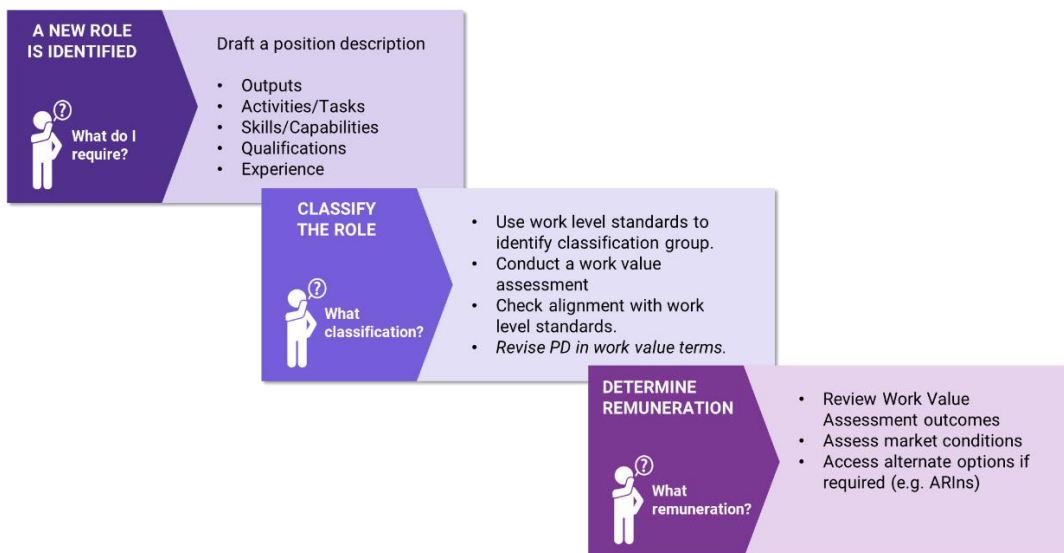 A NEW ROLE
IS IDENTIFIED
?
What do I
require?
Draft a position description
• Outputs
• Activities/Tasks
• Skills/Capabilities
• Qualifications
• Experience
CLASSIFY
THE ROLE
?
What
classification?
• Use work level standards to
identify classification group.
• Conduct a work value
assessment
• Check alignment with work
level standards.
• Revise PD in work value terms.
DETERMINE
REMUNERATION
?
What
remuneration?
• Review Work Value
Assessment outcomes
• Assess market conditions
• Access alternate options if
required (e.g. ARIns)